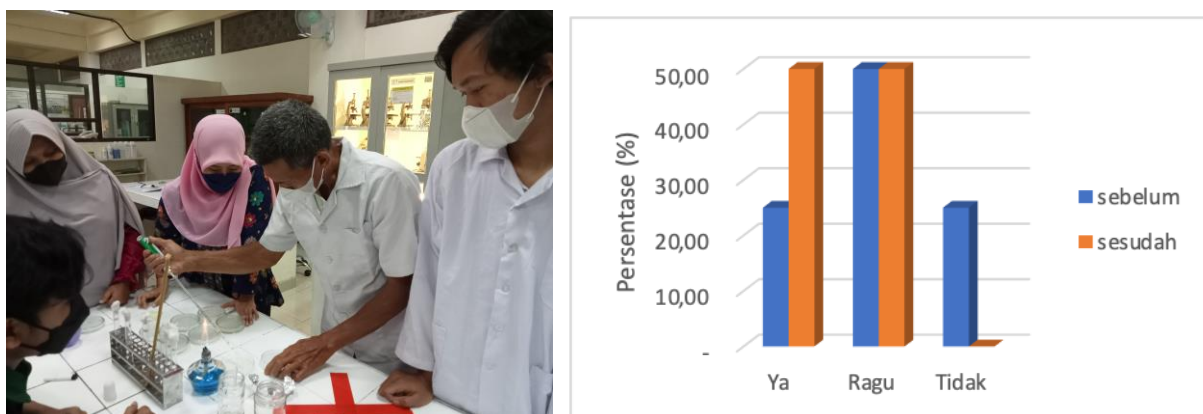 Persentase (%)
50,00
40,00
30,00
20,00
10,00
-
Ya Ragu Tidak
sebelum
sesudah